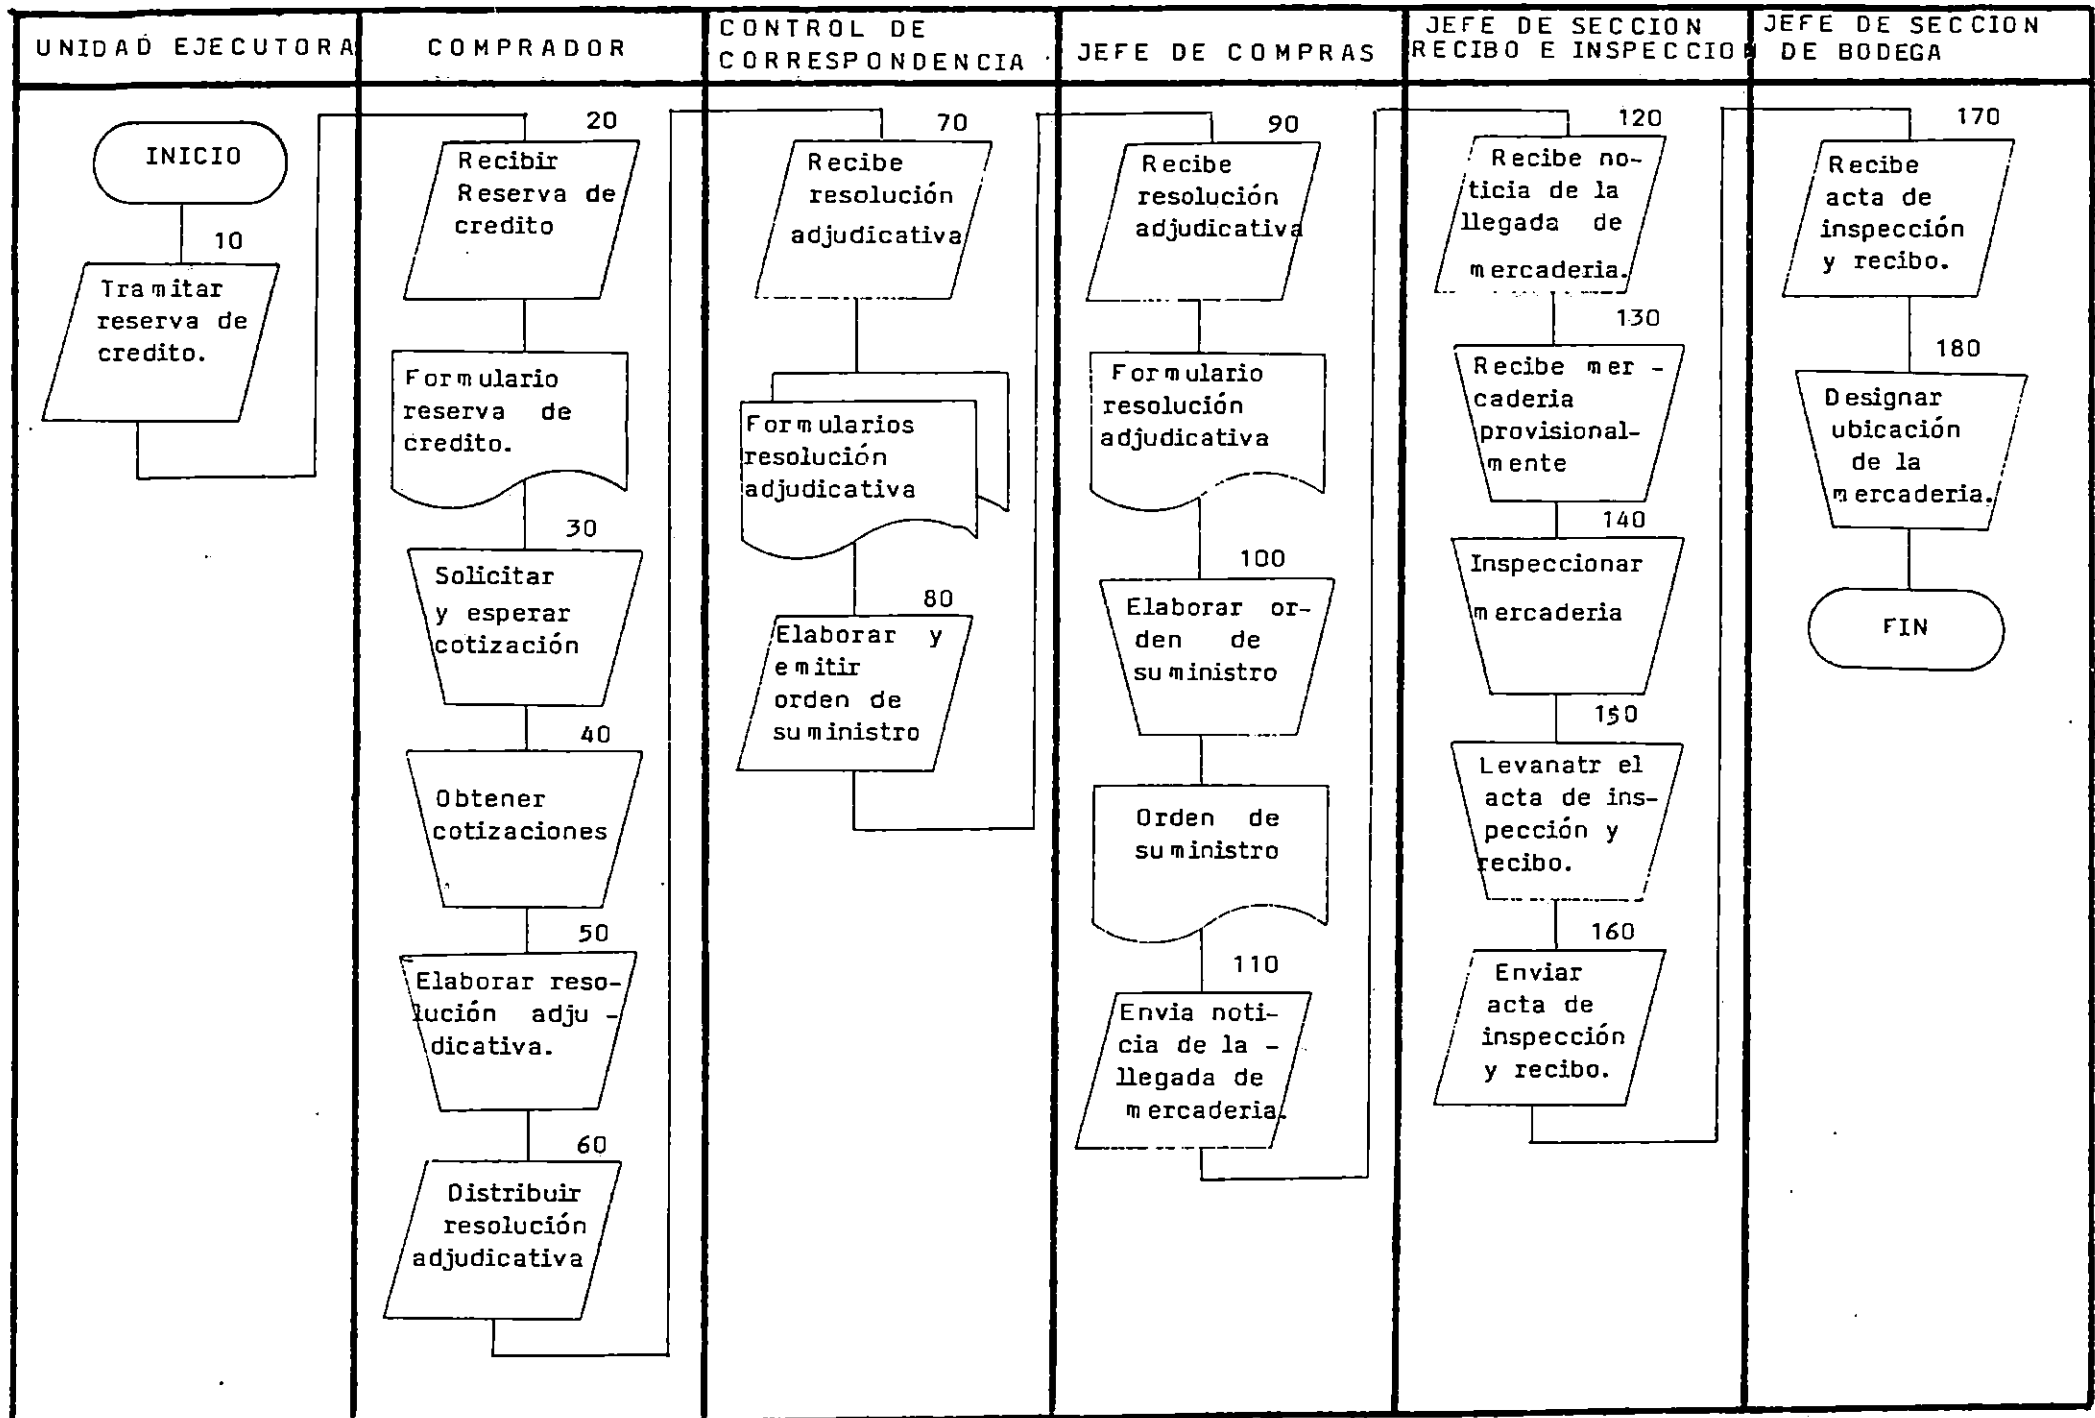 UNIDAD EJECUTORA
COMPRADOR
CONTROL DE
CORRESPONDENCIA
JEFE DE COMPRAS
JEFE DE SECCION
RECIBO E INSPECCION
JEFE DE SECCION
DE BODEGA
INICIO
10
Tramitar
reserva de
credito.
20
Recibir
Reserva de
credito
Formulario
reserva de
credito.
30
Solicitar
y esperar
cotización
40
Obtener
cotizaciones
50
Elaborar reso-
lución adju-
dicativa.
60
Distribuir
resolución
adjudicativa
70
Recibe
resolución
adjudicativa
Formularios
resolución
adjudicativa
80
Elaborar y
emitir
orden de
suministro
90
Recibe
resolución
adjudicativa
Formulario
resolución
adjudicativa
100
Elaborar or-
den de
suministro
Orden de
suministro
110
Envia noti-
cia de la -
llegada de
mercaderia.
120
Recibe no-
ticia de la
llegada de
mercaderia.
130
Recibe mer-
caderia
provisional-
mente
140
Inspeccionar
mercaderia
150
Levanatr el
acta de ins-
pección y
recibo.
160
Enviar
acta de
inspección
y recibo.
170
Recibe
acta de
inspección
y recibo.
180
Designar
ubicación
de la
mercaderia.
FIN